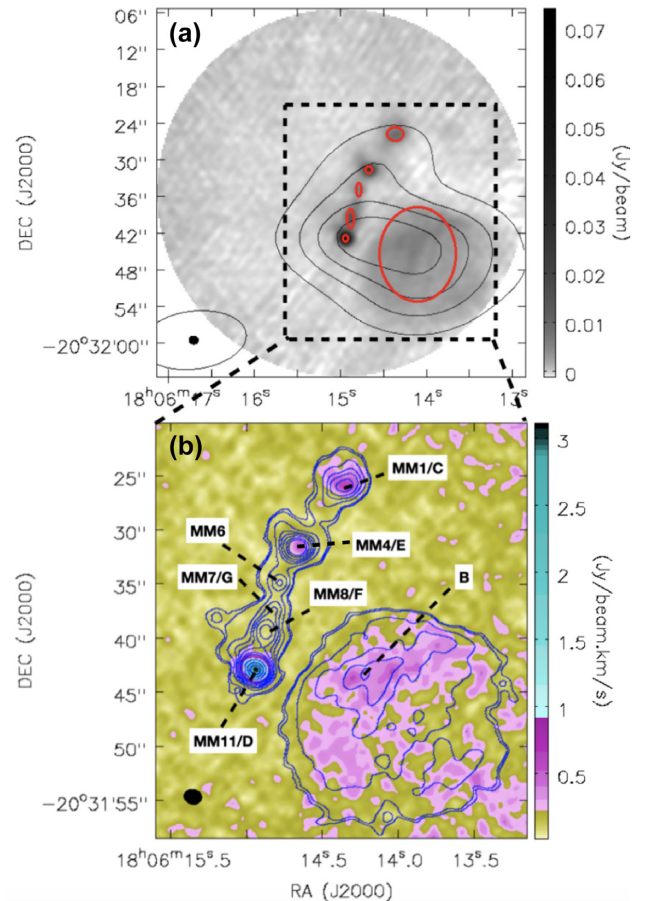 (a)
06''
12''
18''
24''
30''
36''
42''
48''
54''
−20°32'00''
DEC (J2000)
18ʰ06ᵐ17ˢ 16ˢ 15ˢ 14ˢ 13ˢ
0.07
0.06
0.05
0.04
0.03
0.02
0.01
0
(Jy/beam)
(b)
25''
30''
35''
40''
45''
50''
−20°31'55''
DEC (J2000)
MM1/C
MM4/E
MM6
MM7/G
MM8/F
B
MM11/D
18ʰ06ᵐ15ˢ.5 14ˢ.5 14ˢ.0 13ˢ.5
RA (J2000)
3
2.5
2
1.5
1
0.5
(Jy/beam.km/s)